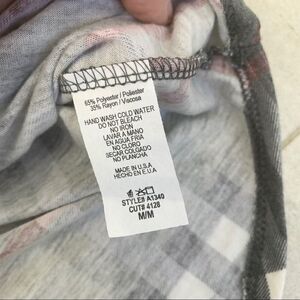 65% Polyester / Poliester
35% Rayon / Viscosa
HAND WASH COLD WATER
DO NOT BLEACH
NO IRON
LAVAR A MANO
EN AGUA FRIA
NO CLORO
SECAR COLGADO
NO PLANCHA
MADE IN U.S.A
HECHO EN E.U.A
STYLE# A1340
CUT# 4128
M/M